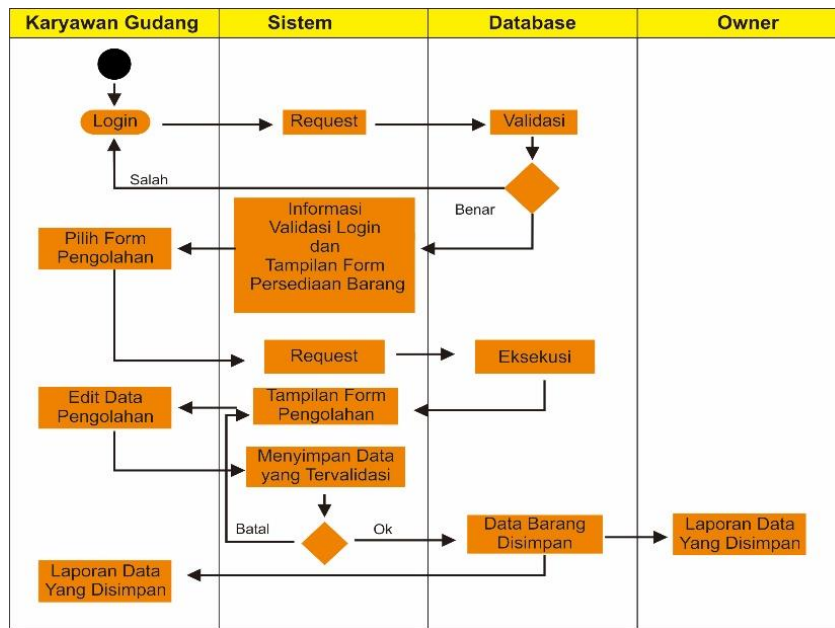 Karyawan Gudang
Sistem
Database
Owner
Login
Request
Validasi
Salah
Benar
Informasi
Validasi Login
dan
Tampilan Form
Persediaan Barang
Pilih Form
Pengolahan
Request
Eksekusi
Edit Data
Pengolahan
Tampilan Form
Pengolahan
Menyimpan Data
yang Tervalidasi
Batal
Ok
Data Barang
Disimpan
Laporan Data
Yang Disimpan
Laporan Data
Yang Disimpan